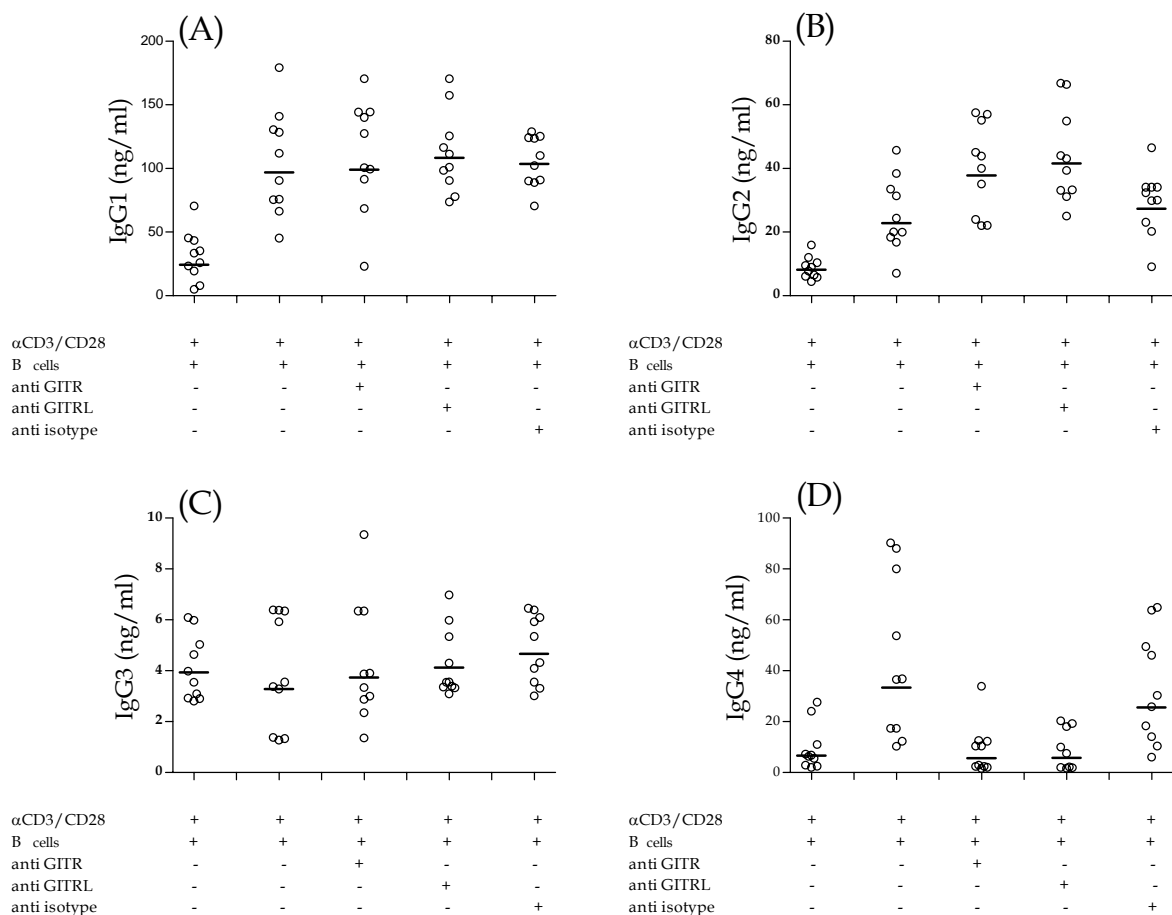 (A) (B)
200 80
150 60
100 40
50 20
0 0
IgG1 (ng/ml) IgG2 (ng/ml)
αCD3/CD28 + + + + + + + + + +
B cells + + + + + B cells + + + + +
anti GITR - - + - - anti GITR - - + - -
anti GITRL - - - + - anti GITRL - - - + -
anti isotype - - - - + anti isotype - - - - +
(C) (D)
10 100
8 80
6 60
4 40
2 20
0 0
IgG3 (ng/ml) IgG4 (ng/ml)
αCD3/CD28 + + + + + αCD3/CD28 + + + + +
B cells + + + + + B cells + + + + +
anti GITR - - + - - anti GITR - - + - -
anti GITRL - - - + - anti GITRL - - - + -
anti isotype - - - - + anti isotype - - - - +